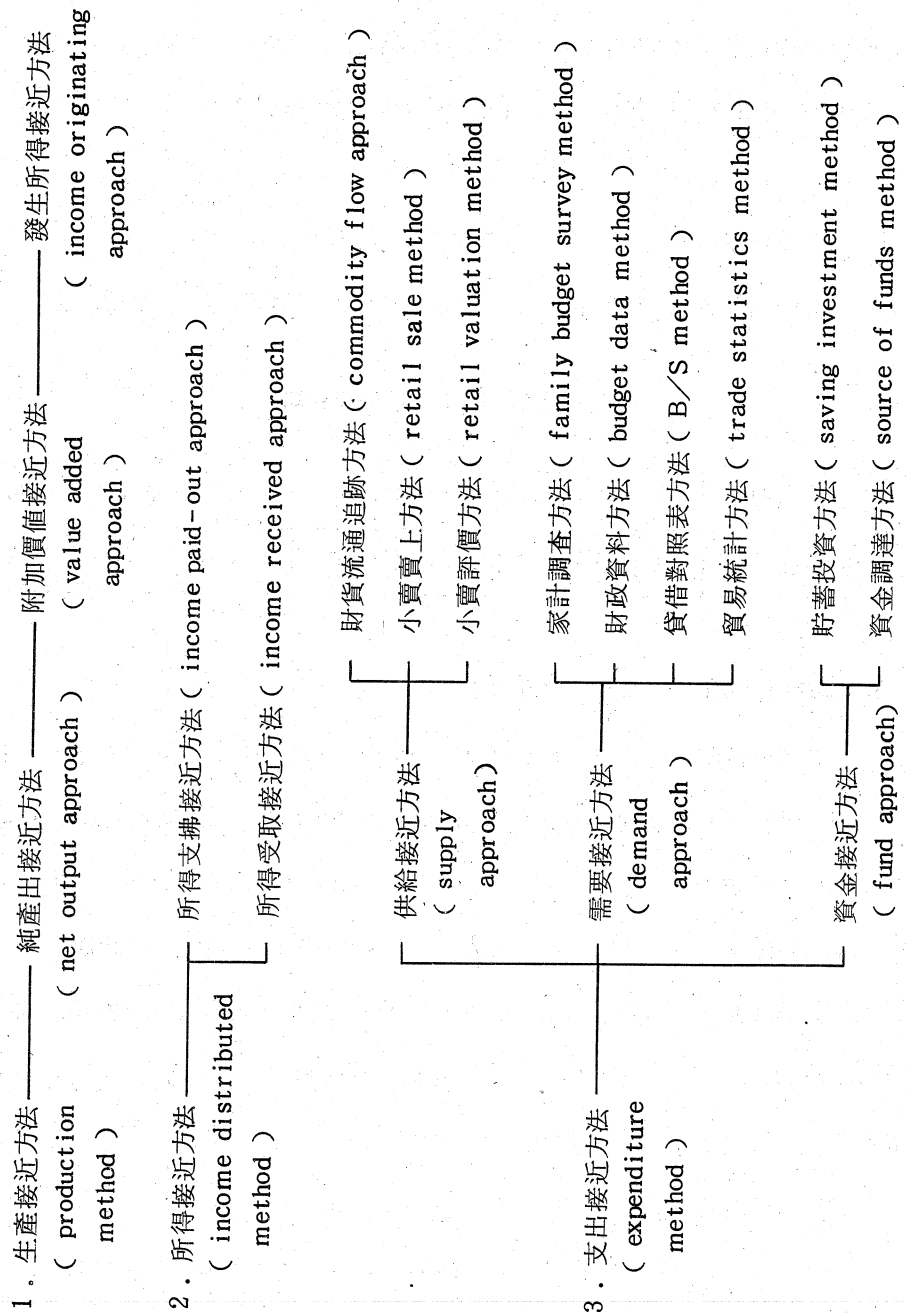 1. 生産接近方法 純産出接近方法 附加價値接近方法 發生所得接近方法
( production method ) ( net output approach ) ( value added approach ) ( income originating approach )
2. 所得接近方法 所得支拂接近方法 ( income paid-out approach )
( income distributed method )
所得受取接近方法 ( income received approach )
財貨流通追跡方法 ( commodity flow approach )
供給接近方法 小賣賣上方法 ( retail sale method )
( supply approach )
小賣評價方法 ( retail valuation method )
家計調査方法 ( family budget survey method )
3. 支出接近方法 需要接近方法 財政資料方法 ( budget data method )
( expenditure method ) ( demand approach )
貸借對照表方法 ( B/S method )
貿易統計方法 ( trade statistics method )
貯蓄投資方法 ( saving investment method )
資金接近方法
( fund approach) 資金調達方法 ( source of funds method )